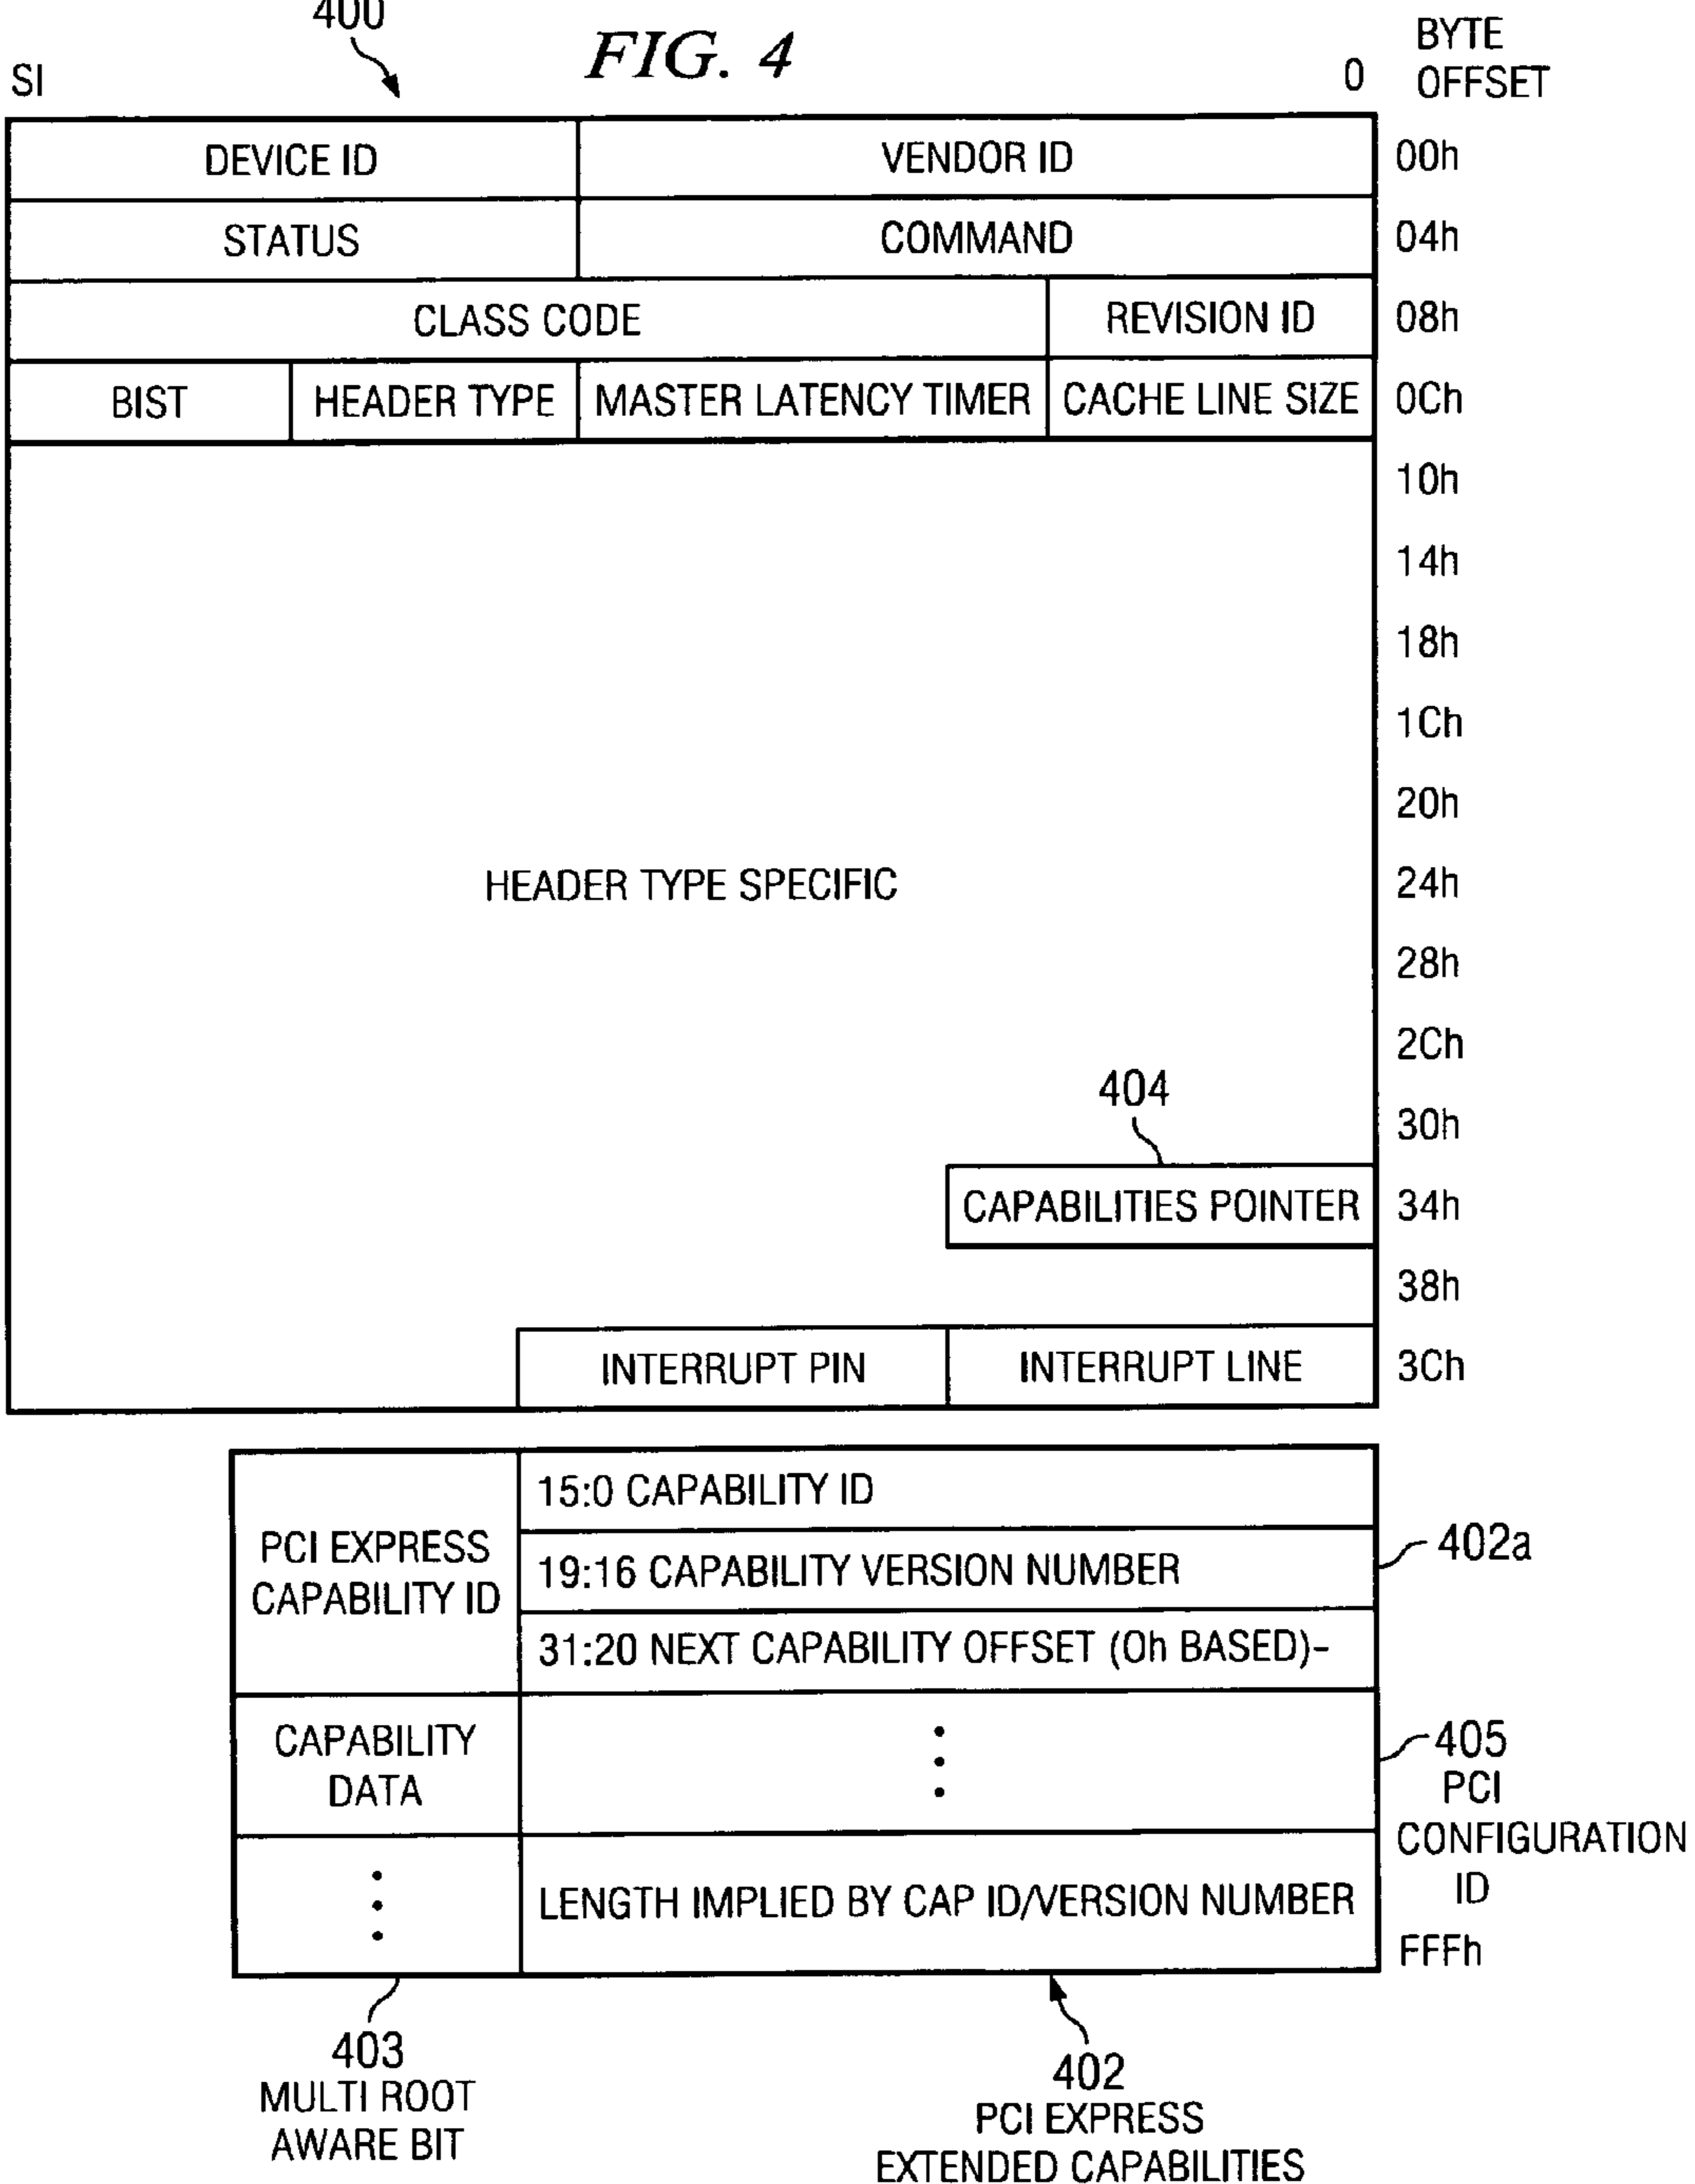 400
FIG. 4
BYTE
OFFSET
SI
0
DEVICE ID
VENDOR ID
00h
STATUS
COMMAND
04h
CLASS CODE
REVISION ID
08h
BIST
HEADER TYPE
MASTER LATENCY TIMER
CACHE LINE SIZE
0Ch
10h
14h
18h
1Ch
20h
HEADER TYPE SPECIFIC
24h
28h
2Ch
404
30h
CAPABILITIES POINTER
34h
38h
INTERRUPT PIN
INTERRUPT LINE
3Ch
PCI EXPRESS
CAPABILITY ID
15:0 CAPABILITY ID
19:16 CAPABILITY VERSION NUMBER
31:20 NEXT CAPABILITY OFFSET (0h BASED)-
402a
CAPABILITY
DATA
405
PCI
CONFIGURATION
ID
LENGTH IMPLIED BY CAP ID/VERSION NUMBER
FFFh
403
MULTI ROOT
AWARE BIT
402
PCI EXPRESS
EXTENDED CAPABILITIES